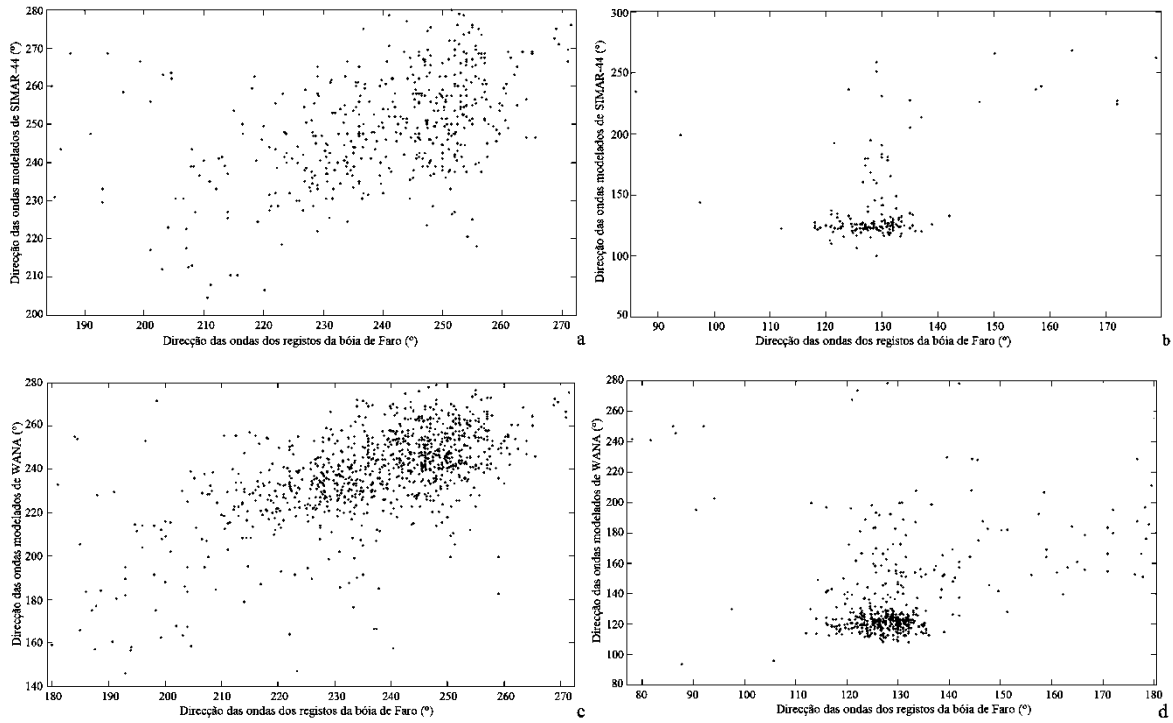 280
270
260
250
240
230
220
210
200
Direcção das ondas modelados de SIMAR-44 (º)
190 200 210 220 230 240 250 260 270
Direcção das ondas dos registos da bóia de Faro (º)
a
300
250
200
150
100
50
Direcção das ondas modelados de SIMAR-44 (º)
90 100 110 120 130 140 150 160 170
Direcção das ondas dos registos da bóia de Faro (º)
b
280
260
240
220
200
180
160
140
Direcção das ondas modelados de WANA (º)
180 190 200 210 220 230 240 250 260 270
Direcção das ondas dos registos da bóia de Faro (º)
c
280
260
240
220
200
180
160
140
120
100
80
Direcção das ondas modelados de WANA (º)
80 90 100 110 120 130 140 150 160 170 180
Direcção das ondas dos registos da bóia de Faro (º)
d